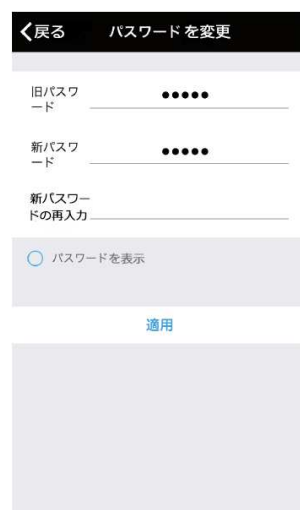 戻る パスワードを変更
旧パスワ
ード
●●●●●
新パスワ
ード
●●●●●
新パスワー
ドの再入力
パスワードを表示
適用